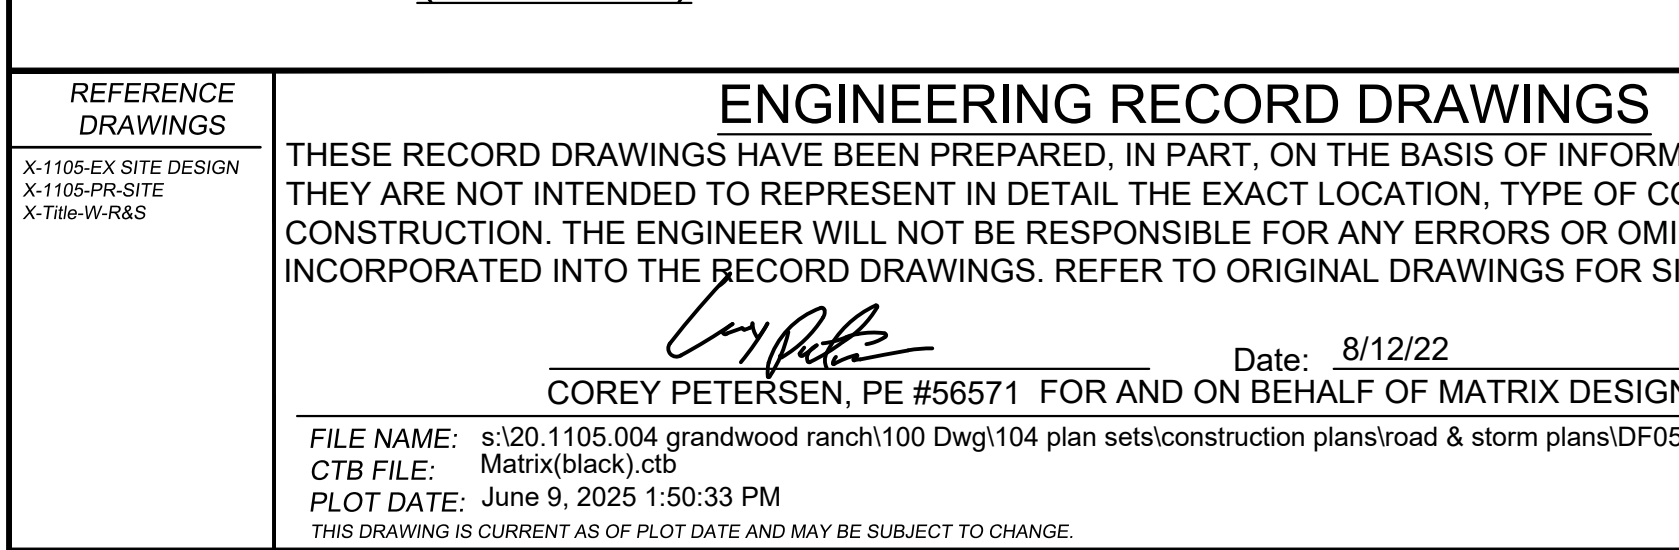 REFERENCE
DRAWINGS
X-1105-EX SITE DESIGN
X-1105-PR-SITE
X-Title-W-R&S
ENGINEERING RECORD DRAWINGS
THESE RECORD DRAWINGS HAVE BEEN PREPARED, IN PART, ON THE BASIS OF INFORM
THEY ARE NOT INTENDED TO REPRESENT IN DETAIL THE EXACT LOCATION, TYPE OF CO
CONSTRUCTION. THE ENGINEER WILL NOT BE RESPONSIBLE FOR ANY ERRORS OR OMI
INCORPORATED INTO THE RECORD DRAWINGS. REFER TO ORIGINAL DRAWINGS FOR SI
Date: 8/12/22
COREY PETERSEN, PE #56571 FOR AND ON BEHALF OF MATRIX DESIGN
FILE NAME: s:\20.1105.004 grandwood ranch\100 Dwg\104 plan sets\construction plans\road & storm plans\DF05
CTB FILE: Matrix(black).ctb
PLOT DATE: June 9, 2025 1:50:33 PM
THIS DRAWING IS CURRENT AS OF PLOT DATE AND MAY BE SUBJECT TO CHANGE.